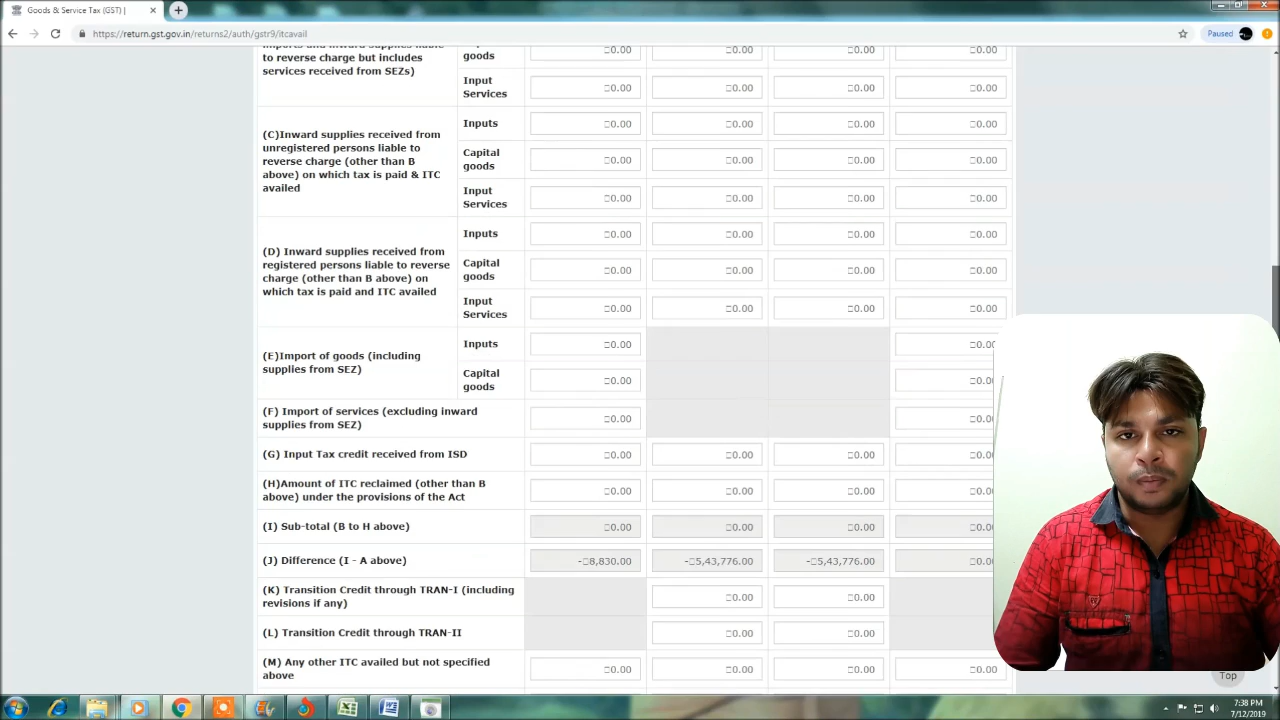 Goods & Service Tax (GST) |
https://return.gst.gov.in/returns2/auth/gstr9/itcavail
Paused
to reverse charge but includes
services received from SEZs)
goods
Input
Services
□0.00 □0.00 □0.00 □0.00
(C)Inward supplies received from
unregistered persons liable to
reverse charge (other than B
above) on which tax is paid & ITC
availed
Inputs
□0.00 □0.00 □0.00 □0.00
Capital
goods
□0.00 □0.00 □0.00 □0.00
Input
Services
□0.00 □0.00 □0.00 □0.00
(D) Inward supplies received from
registered persons liable to reverse
charge (other than B above) on
which tax is paid and ITC availed
Inputs
□0.00 □0.00 □0.00 □0.00
Capital
goods
□0.00 □0.00 □0.00 □0.00
Input
Services
□0.00 □0.00 □0.00 □0.00
(E)Import of goods (including
supplies from SEZ)
Inputs
□0.00 □0.00
Capital
goods
□0.00 □0.00
(F) Import of services (excluding inward
supplies from SEZ)
□0.00 □0.00
(G) Input Tax credit received from ISD
□0.00 □0.00 □0.00 □0.00
(H)Amount of ITC reclaimed (other than B
above) under the provisions of the Act
□0.00 □0.00 □0.00 □0.00
(I) Sub-total (B to H above)
□0.00 □0.00 □0.00 □0.00
(J) Difference (I - A above)
-□8,830.00 -□5,43,776.00 -□5,43,776.00 □0.00
(K) Transition Credit through TRAN-I (including
revisions if any)
□0.00 □0.00
(L) Transition Credit through TRAN-II
□0.00 □0.00
(M) Any other ITC availed but not specified
above
□0.00 □0.00 □0.00 □0.00
Top
7:38 PM
7/12/2019